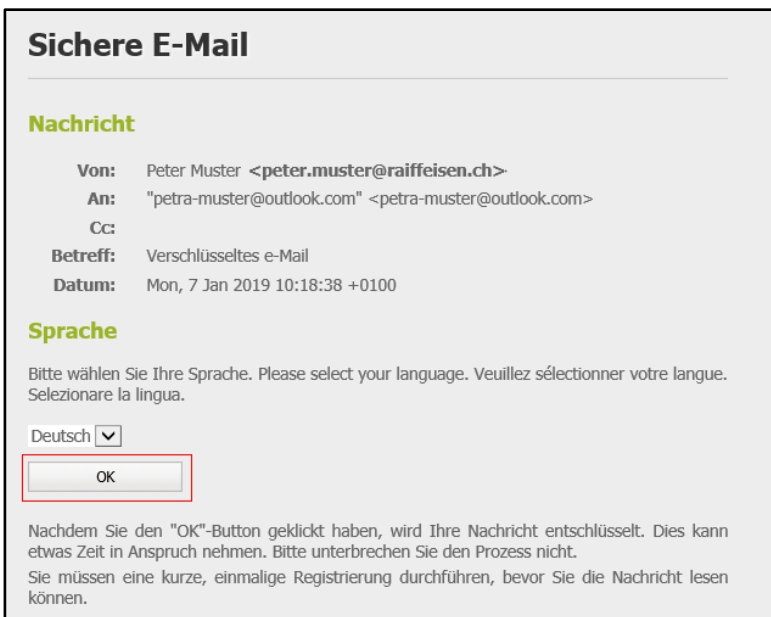 Sichere E-Mail
Nachricht
Von: Peter Muster <peter.muster@raiffeisen.ch>
An: "petra-muster@outlook.com" <petra-muster@outlook.com>
Cc:
Betreff: Verschlüsseltes e-Mail
Datum: Mon, 7 Jan 2019 10:18:38 +0100
Sprache
Bitte wählen Sie Ihre Sprache. Please select your language. Veuillez sélectionner votre langue.
Selezionare la lingua.
Deutsch
OK
Nachdem Sie den "OK"-Button geklickt haben, wird Ihre Nachricht entschlüsselt. Dies kann
etwas Zeit in Anspruch nehmen. Bitte unterbrechen Sie den Prozess nicht.
Sie müssen eine kurze, einmalige Registrierung durchführen, bevor Sie die Nachricht lesen
können.